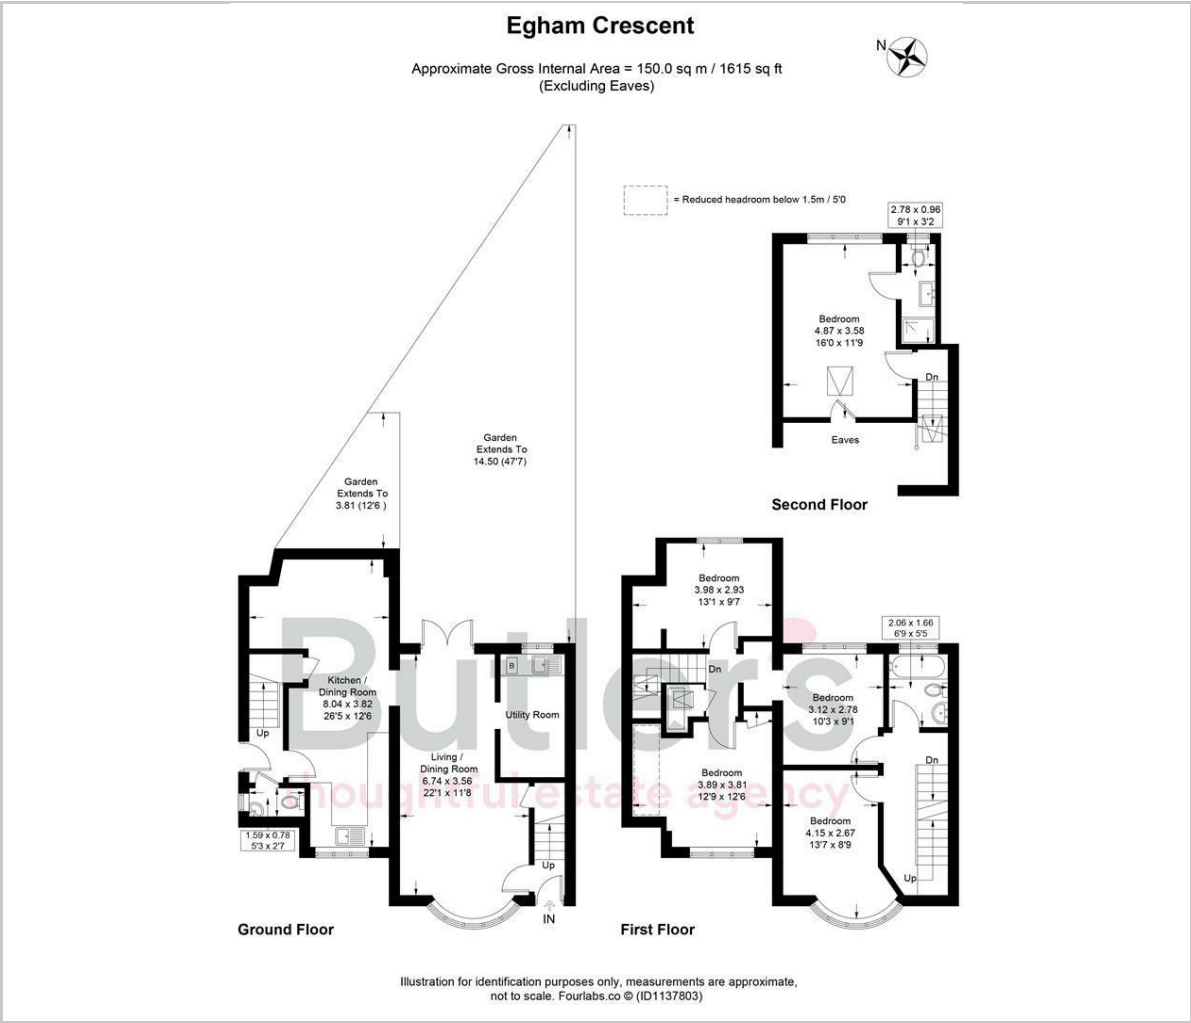 Egham Crescent
Approximate Gross Internal Area = 150.0 sq m / 1615 sq ft
(Excluding Eaves)
N
= Reduced headroom below 1.5m / 5'0
2.78 x 0.96
9'1 x 3'2
Bedroom
4.87 x 3.58
16'0 x 11'9
Dn
Eaves
Second Floor
Garden
Extends To
14.50 (47'7)
Garden
Extends To
3.81 (12'6 )
Kitchen /
Dining Room
8.04 x 3.82
26'5 x 12'6
Up
1.59 x 0.78
5'3 x 2'7
B
Utility Room
Living /
Dining Room
6.74 x 3.56
22'1 x 11'8
Up
IN
Ground Floor
Bedroom
3.98 x 2.93
13'1 x 9'7
Dn
2.06 x 1.66
6'9 x 5'5
Bedroom
3.12 x 2.78
10'3 x 9'1
Bedroom
3.89 x 3.81
12'9 x 12'6
Dn
Bedroom
4.15 x 2.67
13'7 x 8'9
Up
First Floor
Butler's
thoughtful estate agency
Illustration for identification purposes only, measurements are approximate,
not to scale. Fourlabs.co © (ID1137803)